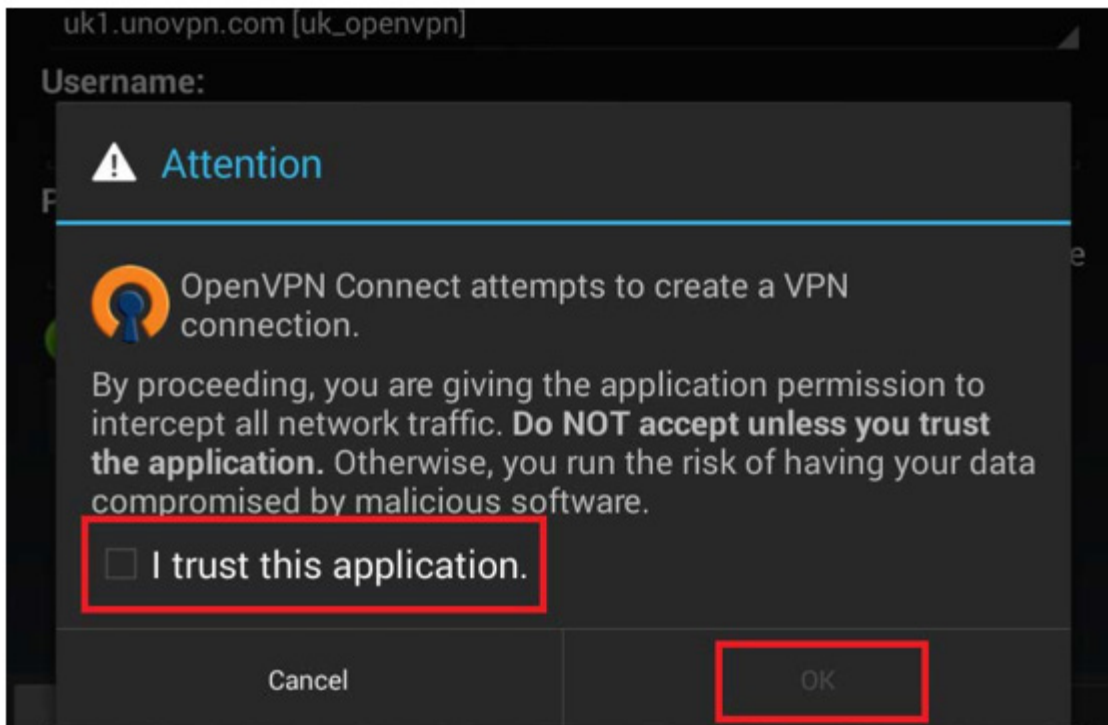 uk1.unovpn.com [uk_openvpn]
Username:
P
e
Attention
OpenVPN Connect attempts to create a VPN
connection.
By proceeding, you are giving the application permission to
intercept all network traffic. Do NOT accept unless you trust
the application. Otherwise, you run the risk of having your data
compromised by malicious software.
I trust this application.
Cancel
OK